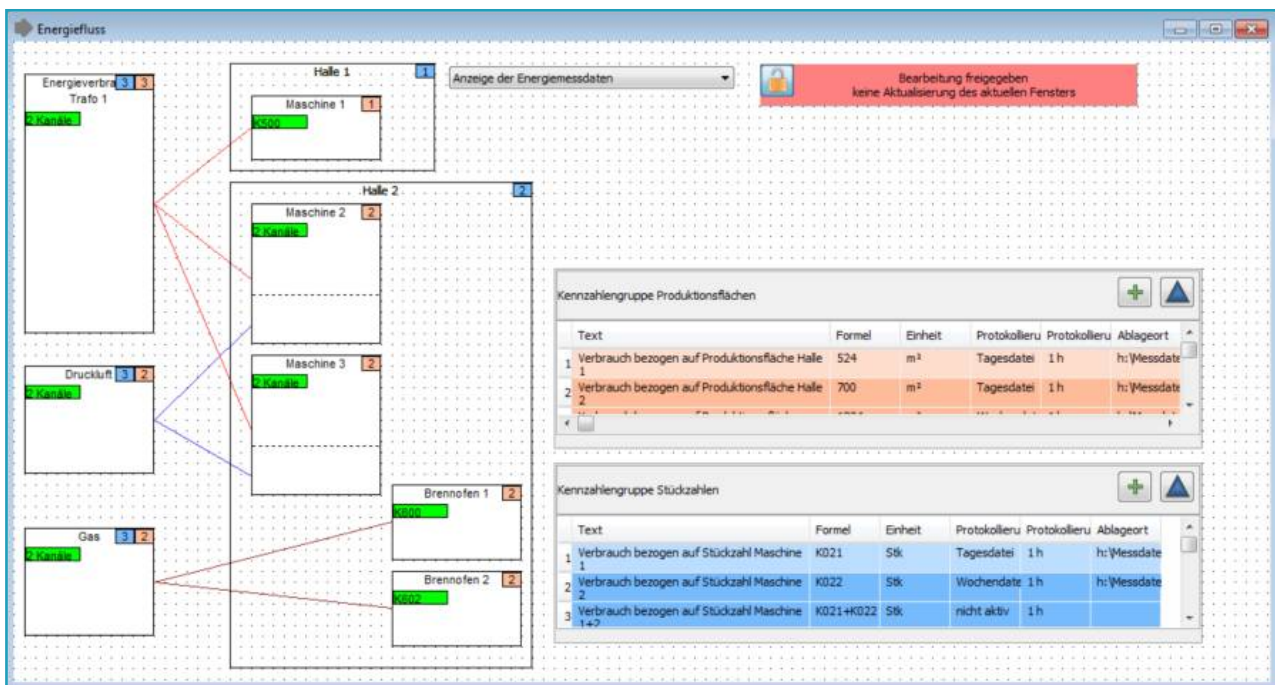 Energiefluss
Energieverbra 3 3
Trafo 1
2 Kanäle
Halle 1 1
Maschine 1 1
K500
Anzeige der Energiemessdaten
Bearbeitung freigegeben
keine Aktualisierung des aktuellen Fensters
Halle 2 2
Maschine 2 2
2 Kanäle
Maschine 3 2
2 Kanäle
Druckluft 3 2
2 Kanäle
Brennofen 1 2
K600
Gas 3 2
2 Kanäle
Brennofen 2 2
K602
Kennzahlengruppe Produktionsflächen
Text Formel Einheit Protokollieru Protokollieru Ablageort
1 Verbrauch bezogen auf Produktionsfläche Halle 524 m² Tagesdatei 1 h h:\Messdate
1
2 Verbrauch bezogen auf Produktionsfläche Halle 700 m² Tagesdatei 1 h h:\Messdate
2
Kennzahlengruppe Stückzahlen
Text Formel Einheit Protokollieru Protokollieru Ablageort
1 Verbrauch bezogen auf Stückzahl Maschine K021 Stk Tagesdatei 1 h h:\Messdate
1
2 Verbrauch bezogen auf Stückzahl Maschine K022 Stk Wochendate 1 h h:\Messdate
2
3 Verbrauch bezogen auf Stückzahl Maschine K021+K022 Stk nicht aktiv 1 h
1+2